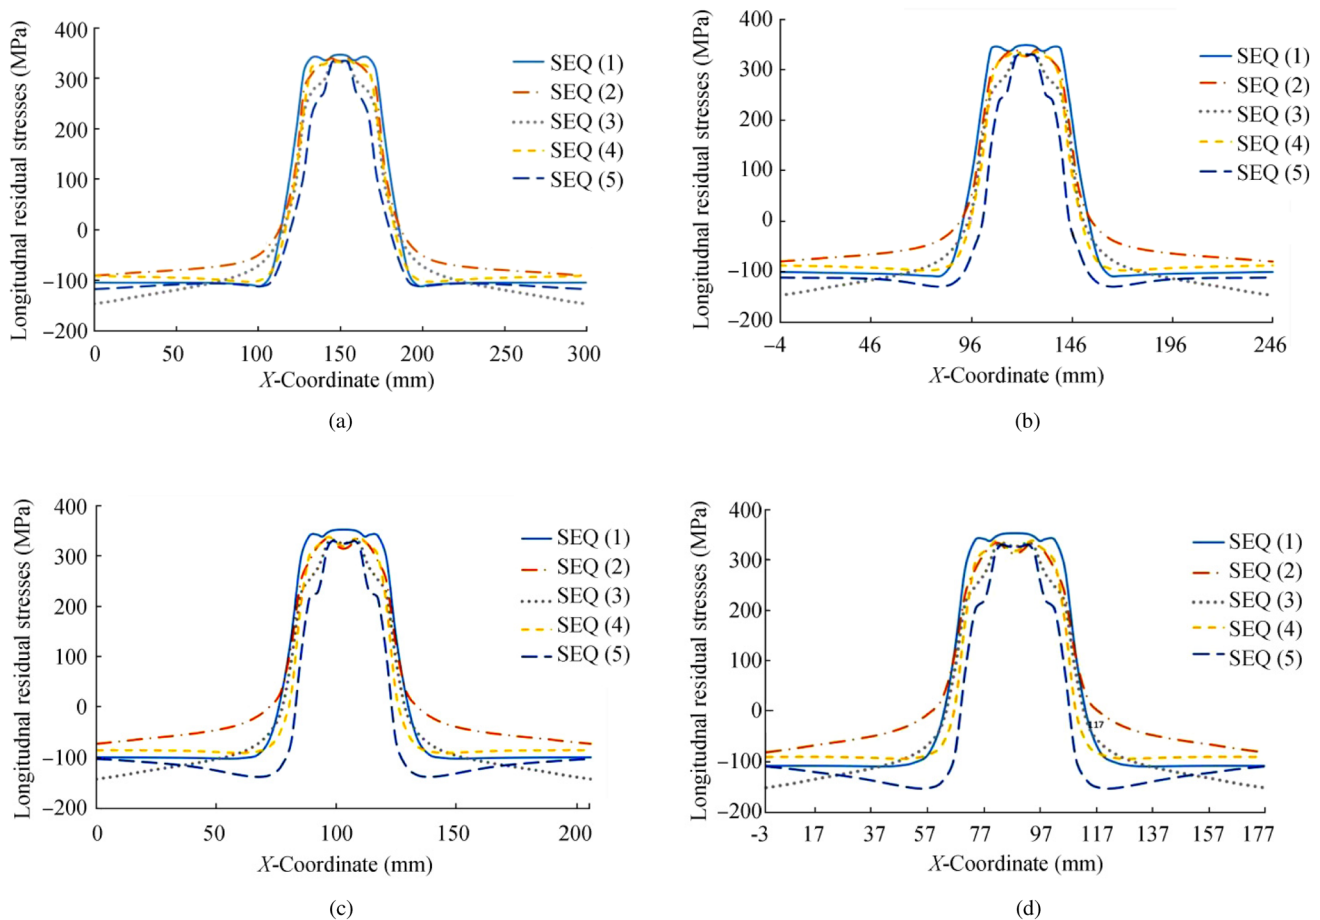 Longitudnal residual stresses (MPa)
400
300
200
100
0
−100
−200
0 50 100 150 200 250 300
X-Coordinate (mm)
SEQ (1)
SEQ (2)
SEQ (3)
SEQ (4)
SEQ (5)
(a)
Longitudnal residual stresses (MPa)
400
300
200
100
0
−100
−200
−4 46 96 146 196 246
X-Coordinate (mm)
SEQ (1)
SEQ (2)
SEQ (3)
SEQ (4)
SEQ (5)
(b)
Longitudnal residual stresses (MPa)
400
300
200
100
0
−100
−200
0 50 100 150 200
X-Coordinate (mm)
SEQ (1)
SEQ (2)
SEQ (3)
SEQ (4)
SEQ (5)
(c)
Longitudnal residual stresses (MPa)
400
300
200
100
0
−100
−200
-3 17 37 57 77 97 117 137 157 177
X-Coordinate (mm)
SEQ (1)
SEQ (2)
SEQ (3)
SEQ (4)
SEQ (5)
117
(d)